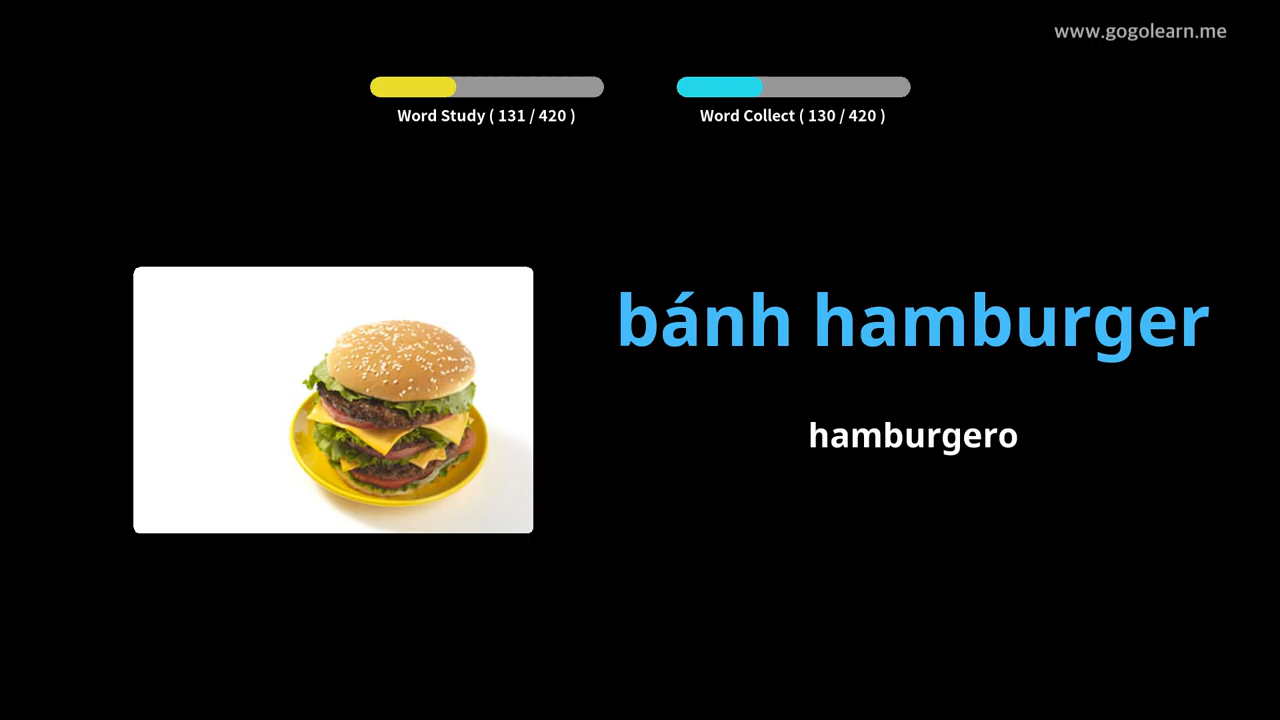 www.gogolearn.me
Word Study ( 131 / 420 )
Word Collect ( 130 / 420 )
bánh hamburger
hamburgero